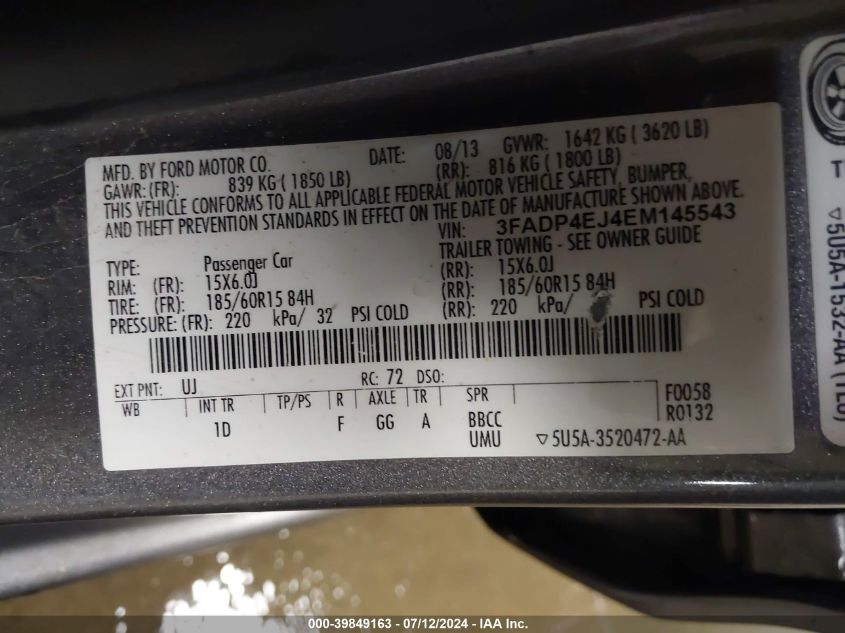 MFD. BY FORD MOTOR CO. DATE: 08/13 GVWR: 1642 KG ( 3620 LB)
GAWR: (FR): 839 KG ( 1850 LB) (RR): 816 KG ( 1800 LB)
THIS VEHICLE CONFORMS TO ALL APPLICABLE FEDERAL MOTOR VEHICLE SAFETY, BUMPER,
AND THEFT PREVENTION STANDARDS IN EFFECT ON THE DATE OF MANUFACTURE SHOWN ABOVE.
VIN: 3FADP4EJ4EM145543
TRAILER TOWING - SEE OWNER GUIDE
TYPE: Passenger Car
RIM: (FR): 15X6.0J (RR): 15X6.0J
TIRE: (FR): 185/60R15 84H (RR): 185/60R15 84H
PRESSURE: (FR): 220 kPa/ 32 PSI COLD (RR): 220 kPa/ PSI COLD
EXT PNT: UJ RC: 72 DSO:
WB INT TR TP/PS R AXLE TR SPR F0058
1D F GG A BBCC R0132
UMU ▽5U5A-3520472-AA
T
▽5U5A-1532-AA (TEG)
000-39849163 - 07/12/2024 - IAA Inc.